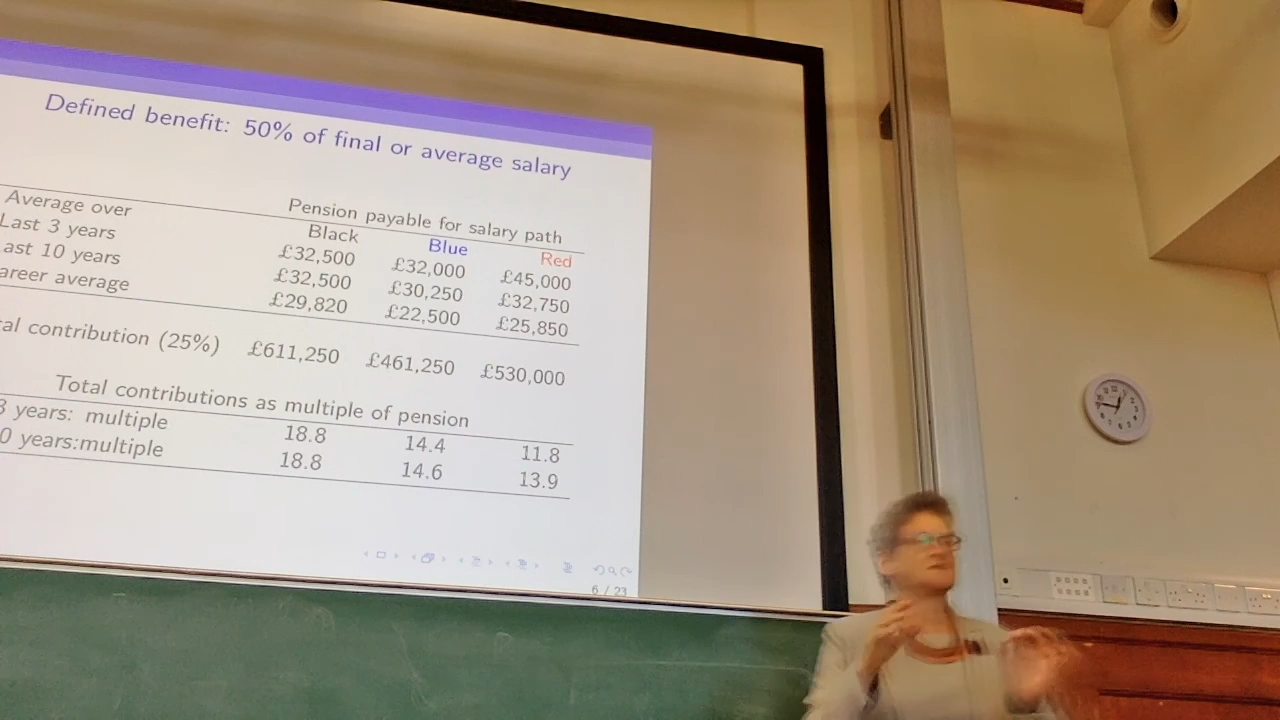 Defined benefit: 50% of final or average salary
Average over Pension payable for salary path
Black Blue Red
Last 3 years £32,500 £32,000 £45,000
ast 10 years £32,500 £30,250 £32,750
areer average £29,820 £22,500 £25,850
al contribution (25%) £611,250 £461,250 £530,000
Total contributions as multiple of pension
3 years: multiple 18.8 14.4 11.8
0 years:multiple 18.8 14.6 13.9
6 / 23